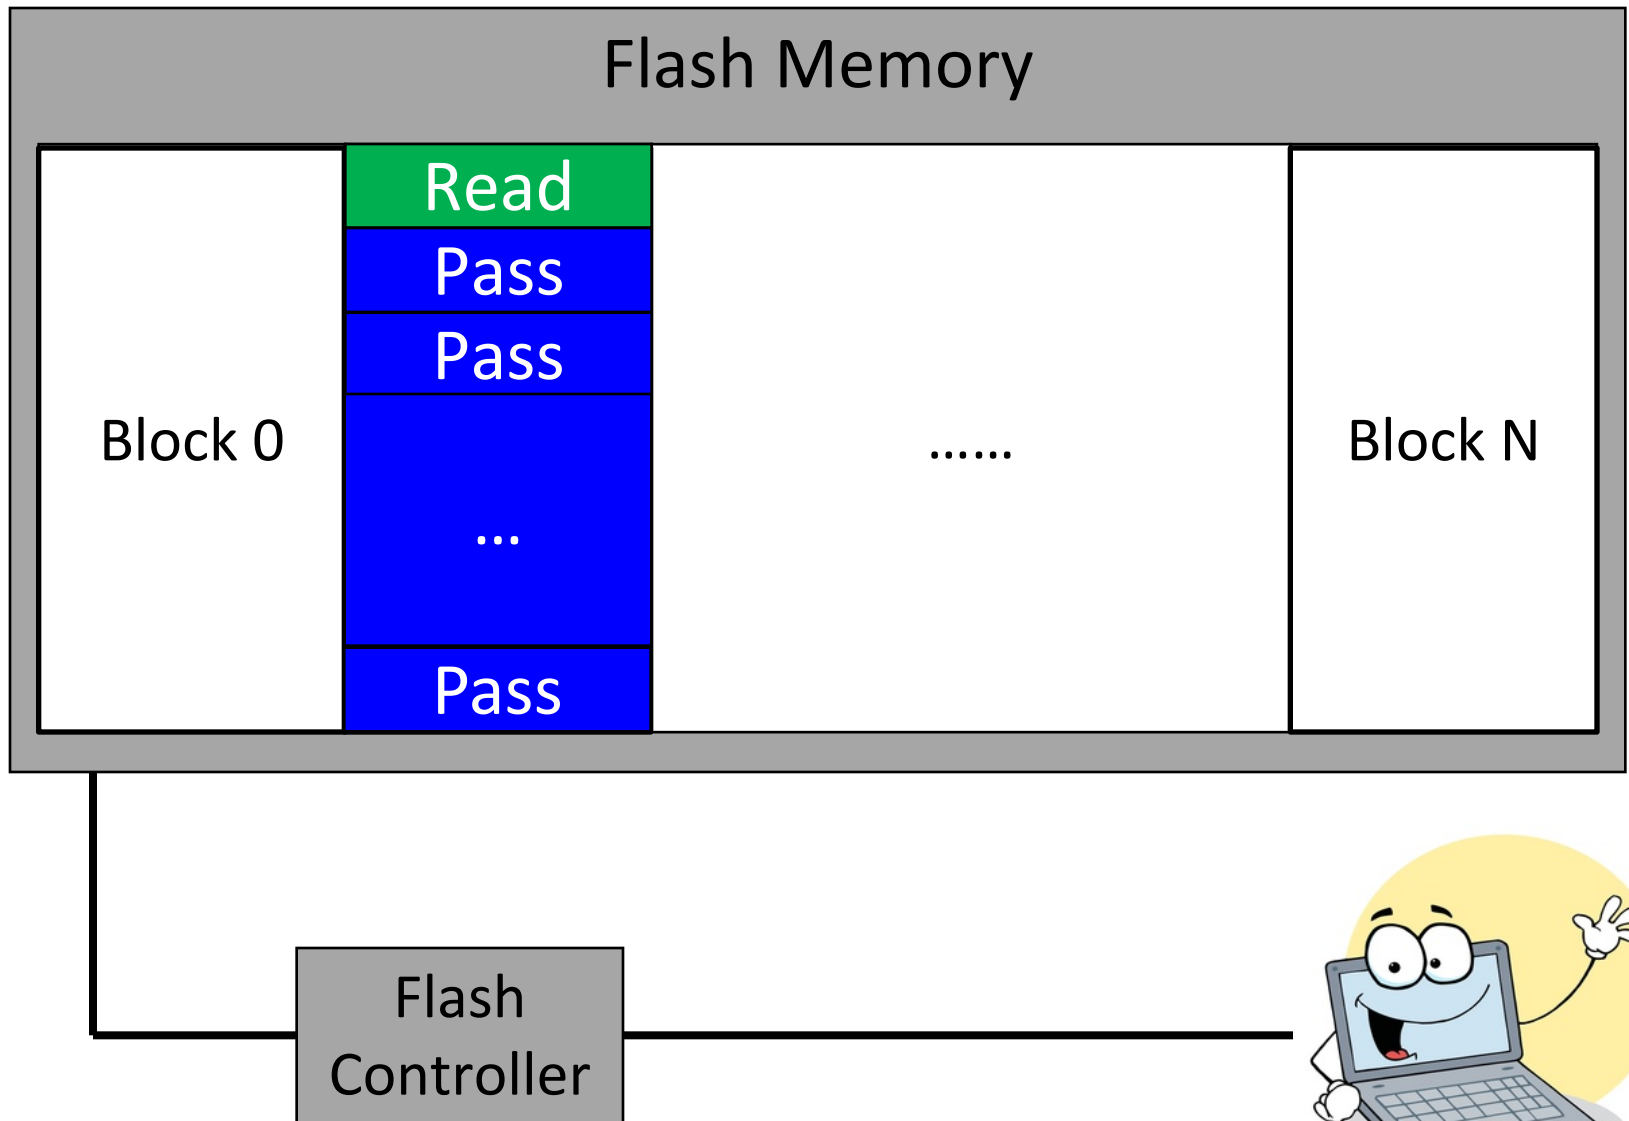 Flash Memory
Block 0
Read
Pass
Pass
...
Pass
......
Block N
Flash
Controller